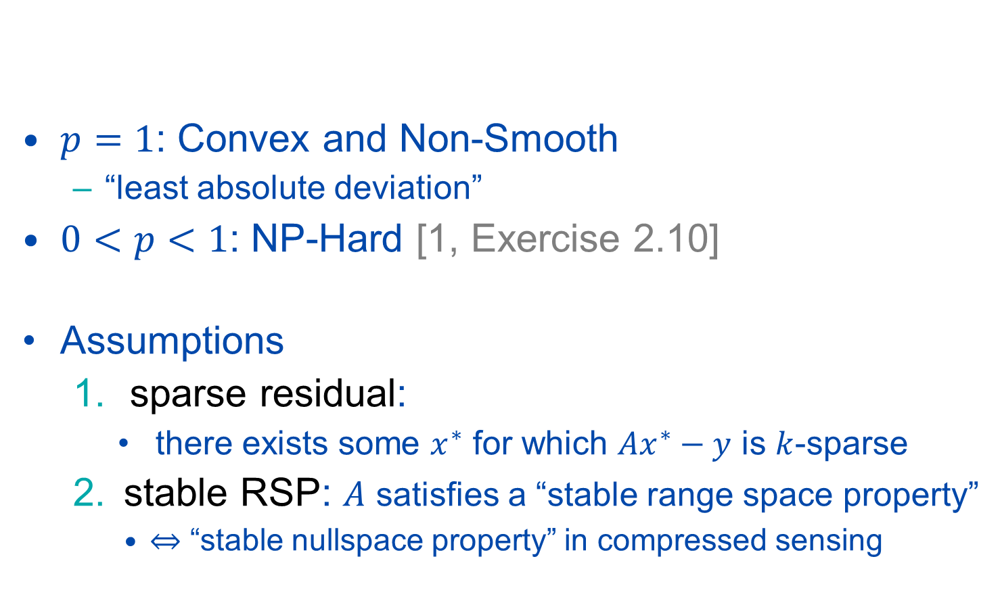 • p = 1: Convex and Non-Smooth
– “least absolute deviation”
• 0 < p < 1: NP-Hard [1, Exercise 2.10]
• Assumptions
1. sparse residual:
• there exists some x* for which Ax* − y is k-sparse
2. stable RSP: A satisfies a “stable range space property”
• ⇔ “stable nullspace property” in compressed sensing